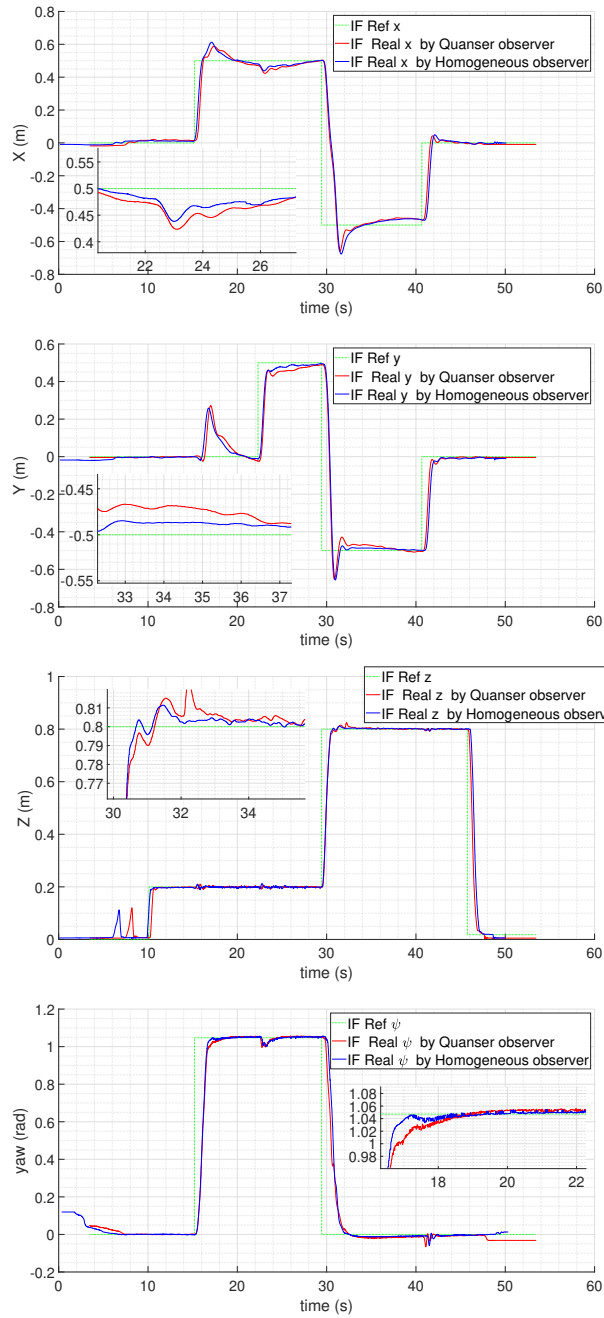 0.8
0.6
0.4
0.2
0
-0.2
-0.4
-0.6
-0.8
X (m)
IF Ref x
IF Real x by Quanser observer
IF Real x by Homogeneous observer
0.55
0.5
0.45
0.4
22 24 26
0 10 20 30 40 50 60
time (s)
0.6
0.4
0.2
0
-0.2
-0.4
-0.6
-0.8
Y (m)
IF Ref y
IF Real y by Quanser observer
IF Real y by Homogeneous observer
-0.45
-0.5
-0.55
33 34 35 36 37
0 10 20 30 40 50 60
time (s)
1
0.8
0.6
0.4
0.2
0
Z (m)
IF Ref z
IF Real z by Quanser observer
IF Real z by Homogeneous observ
0.81
0.8
0.79
0.78
0.77
30 32 34
0 10 20 30 40 50 60
time (s)
1.2
1
0.8
0.6
0.4
0.2
0
-0.2
yaw (rad)
IF Ref ψ
IF Real ψ by Quanser observer
IF Real ψ by Homogeneous observer
1.08
1.06
1.04
1.02
1
0.98
18 20 22
0 10 20 30 40 50 60
time (s)